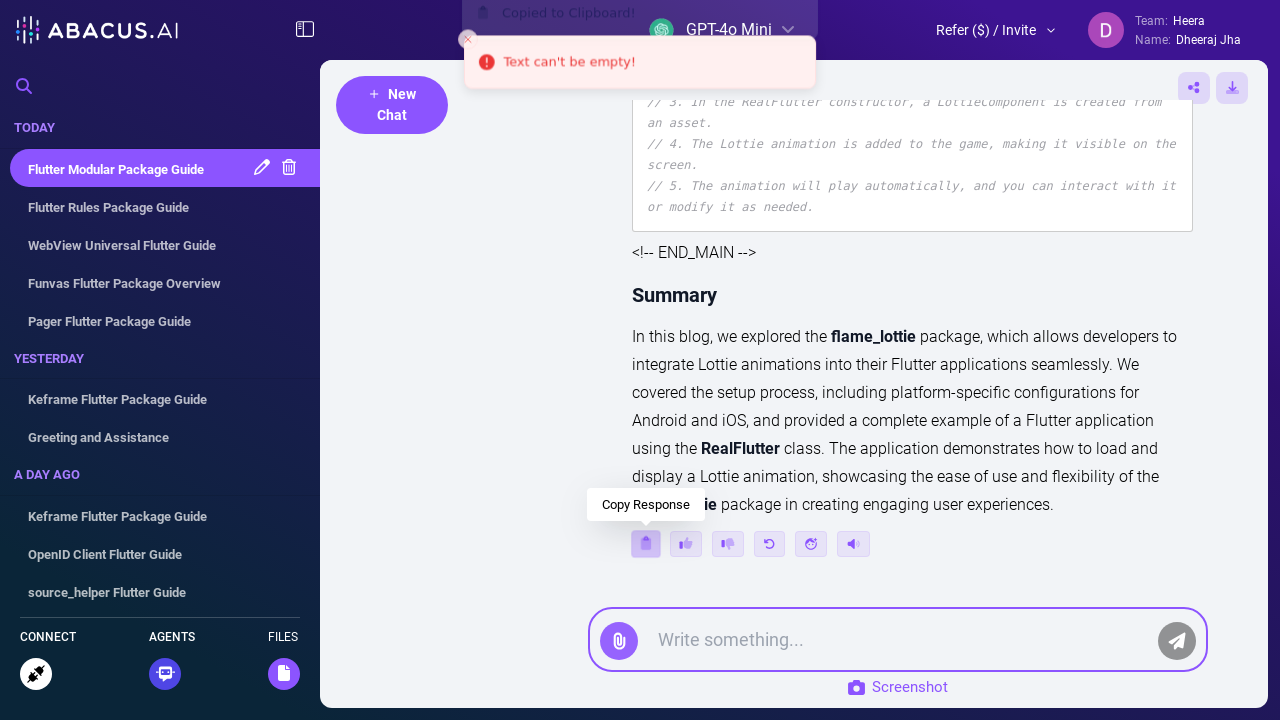 ABACUS.AI
Copied to Clipboard!
GPT-4o Mini
Text can't be empty!
Refer ($) / Invite
D
Team: Heera
Name: Dheeraj Jha
TODAY
Flutter Modular Package Guide
Flutter Rules Package Guide
WebView Universal Flutter Guide
Funvas Flutter Package Overview
Pager Flutter Package Guide
YESTERDAY
Keframe Flutter Package Guide
Greeting and Assistance
A DAY AGO
Keframe Flutter Package Guide
OpenID Client Flutter Guide
source_helper Flutter Guide
CONNECT
AGENTS
FILES
+ New
Chat
// 3. In the RealFlutter constructor, a LottieComponent is created from
an asset.
// 4. The Lottie animation is added to the game, making it visible on the
screen.
// 5. The animation will play automatically, and you can interact with it
or modify it as needed.
<!-- END_MAIN -->
Summary
In this blog, we explored the flame_lottie package, which allows developers to
integrate Lottie animations into their Flutter applications seamlessly. We
covered the setup process, including platform-specific configurations for
Android and iOS, and provided a complete example of a Flutter application
using the RealFlutter class. The application demonstrates how to load and
display a Lottie animation, showcasing the ease of use and flexibility of the
ie package in creating engaging user experiences.
Copy Response
Write something...
Screenshot